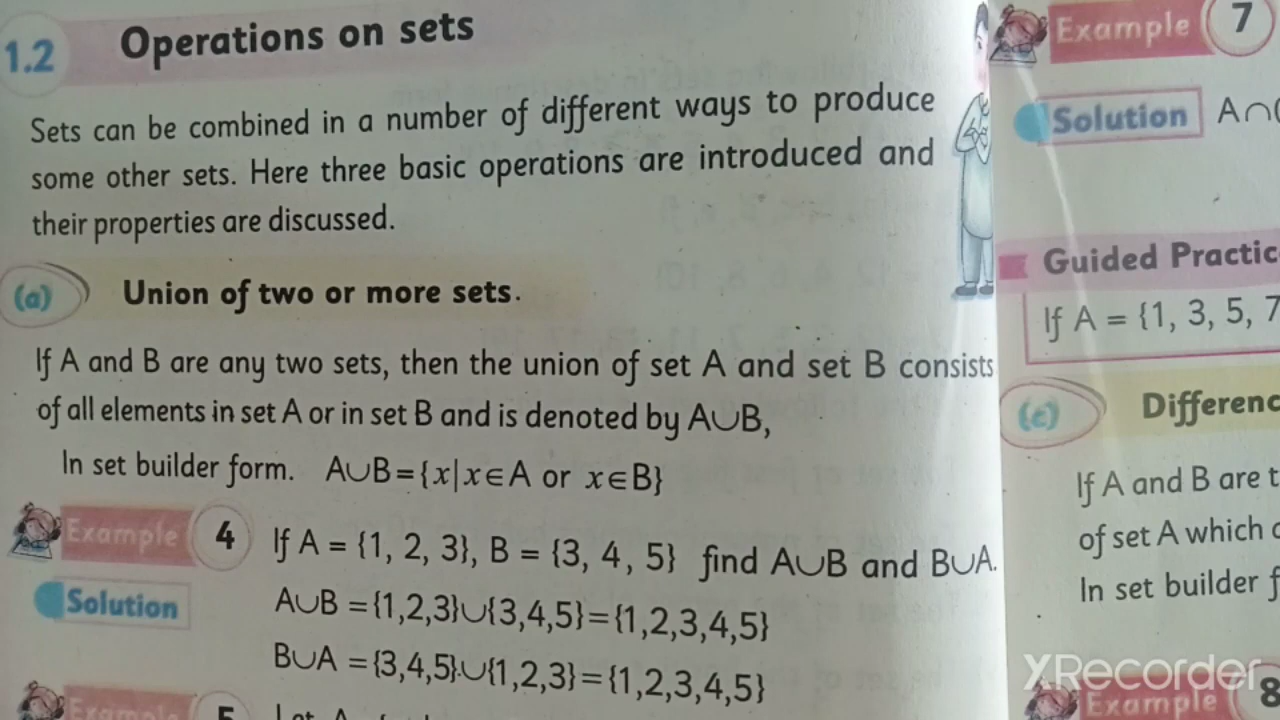 1.2 Operations on sets
Sets can be combined in a number of different ways to produce
some other sets. Here three basic operations are introduced and
their properties are discussed.
(a) Union of two or more sets.
If A and B are any two sets, then the union of set A and set B consists
of all elements in set A or in set B and is denoted by A∪B,
In set builder form. A∪B={x|x∈A or x∈B}
Example 4 If A = {1, 2, 3}, B = {3, 4, 5} find A∪B and B∪A.
Solution A∪B ={1,2,3}∪{3,4,5}={1,2,3,4,5}
B∪A ={3,4,5}∪{1,2,3}={1,2,3,4,5}
Example 5
Example 7
Solution A∩
Guided Practic
If A = {1, 3, 5, 7
(c) Differenc
If A and B are t
of set A which
In set builder f
Example 8
XRecorder